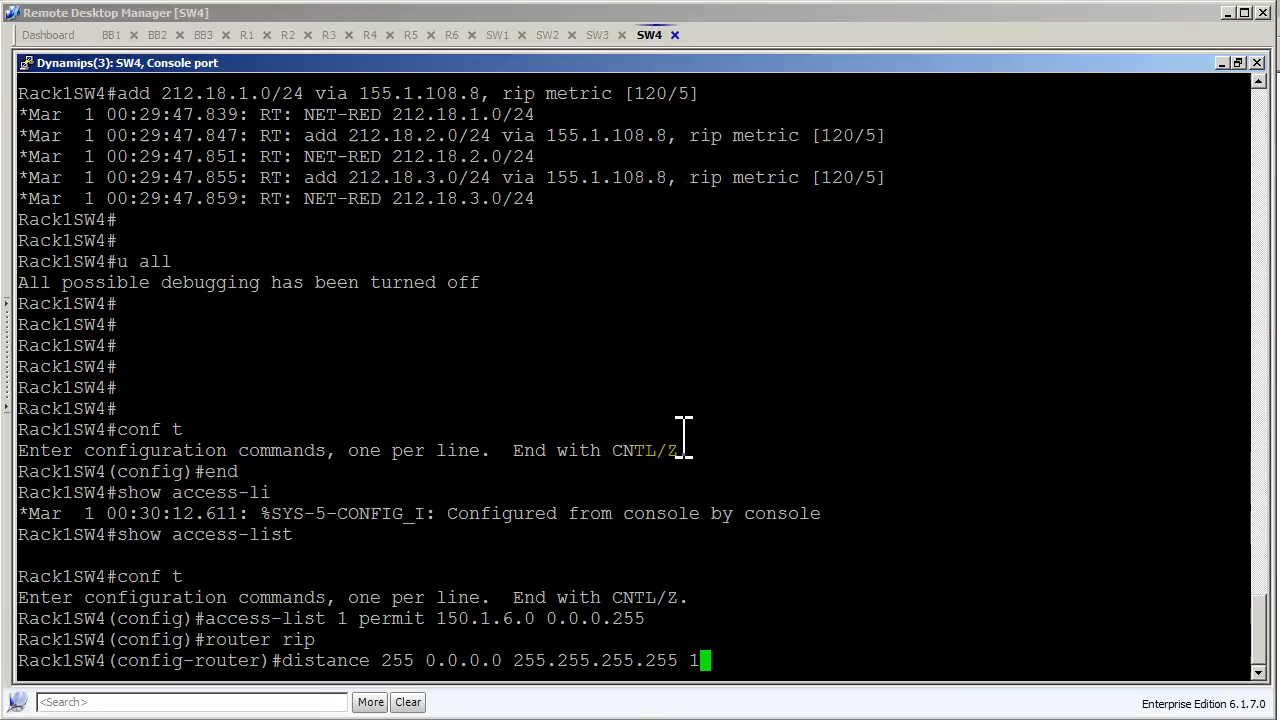 Remote Desktop Manager [SW4]
Dashboard BB1 BB2 BB3 R1 R2 R3 R4 R5 R6 SW1 SW2 SW3 SW4
Dynamips(3): SW4, Console port
Rack1SW4#add 212.18.1.0/24 via 155.1.108.8, rip metric [120/5]
*Mar  1 00:29:47.839: RT: NET-RED 212.18.1.0/24
*Mar  1 00:29:47.847: RT: add 212.18.2.0/24 via 155.1.108.8, rip metric [120/5]
*Mar  1 00:29:47.851: RT: NET-RED 212.18.2.0/24
*Mar  1 00:29:47.855: RT: add 212.18.3.0/24 via 155.1.108.8, rip metric [120/5]
*Mar  1 00:29:47.859: RT: NET-RED 212.18.3.0/24
Rack1SW4#
Rack1SW4#
Rack1SW4#u all
All possible debugging has been turned off
Rack1SW4#
Rack1SW4#
Rack1SW4#
Rack1SW4#
Rack1SW4#
Rack1SW4#
Rack1SW4#conf t
Enter configuration commands, one per line.  End with CNTL/Z.
Rack1SW4(config)#end
Rack1SW4#show access-li
*Mar  1 00:30:12.611: %SYS-5-CONFIG_I: Configured from console by console
Rack1SW4#show access-list
Rack1SW4#conf t
Enter configuration commands, one per line.  End with CNTL/Z.
Rack1SW4(config)#access-list 1 permit 150.1.6.0 0.0.0.255
Rack1SW4(config)#router rip
Rack1SW4(config-router)#distance 255 0.0.0.0 255.255.255.255 1
<Search> More Clear Enterprise Edition 6.1.7.0